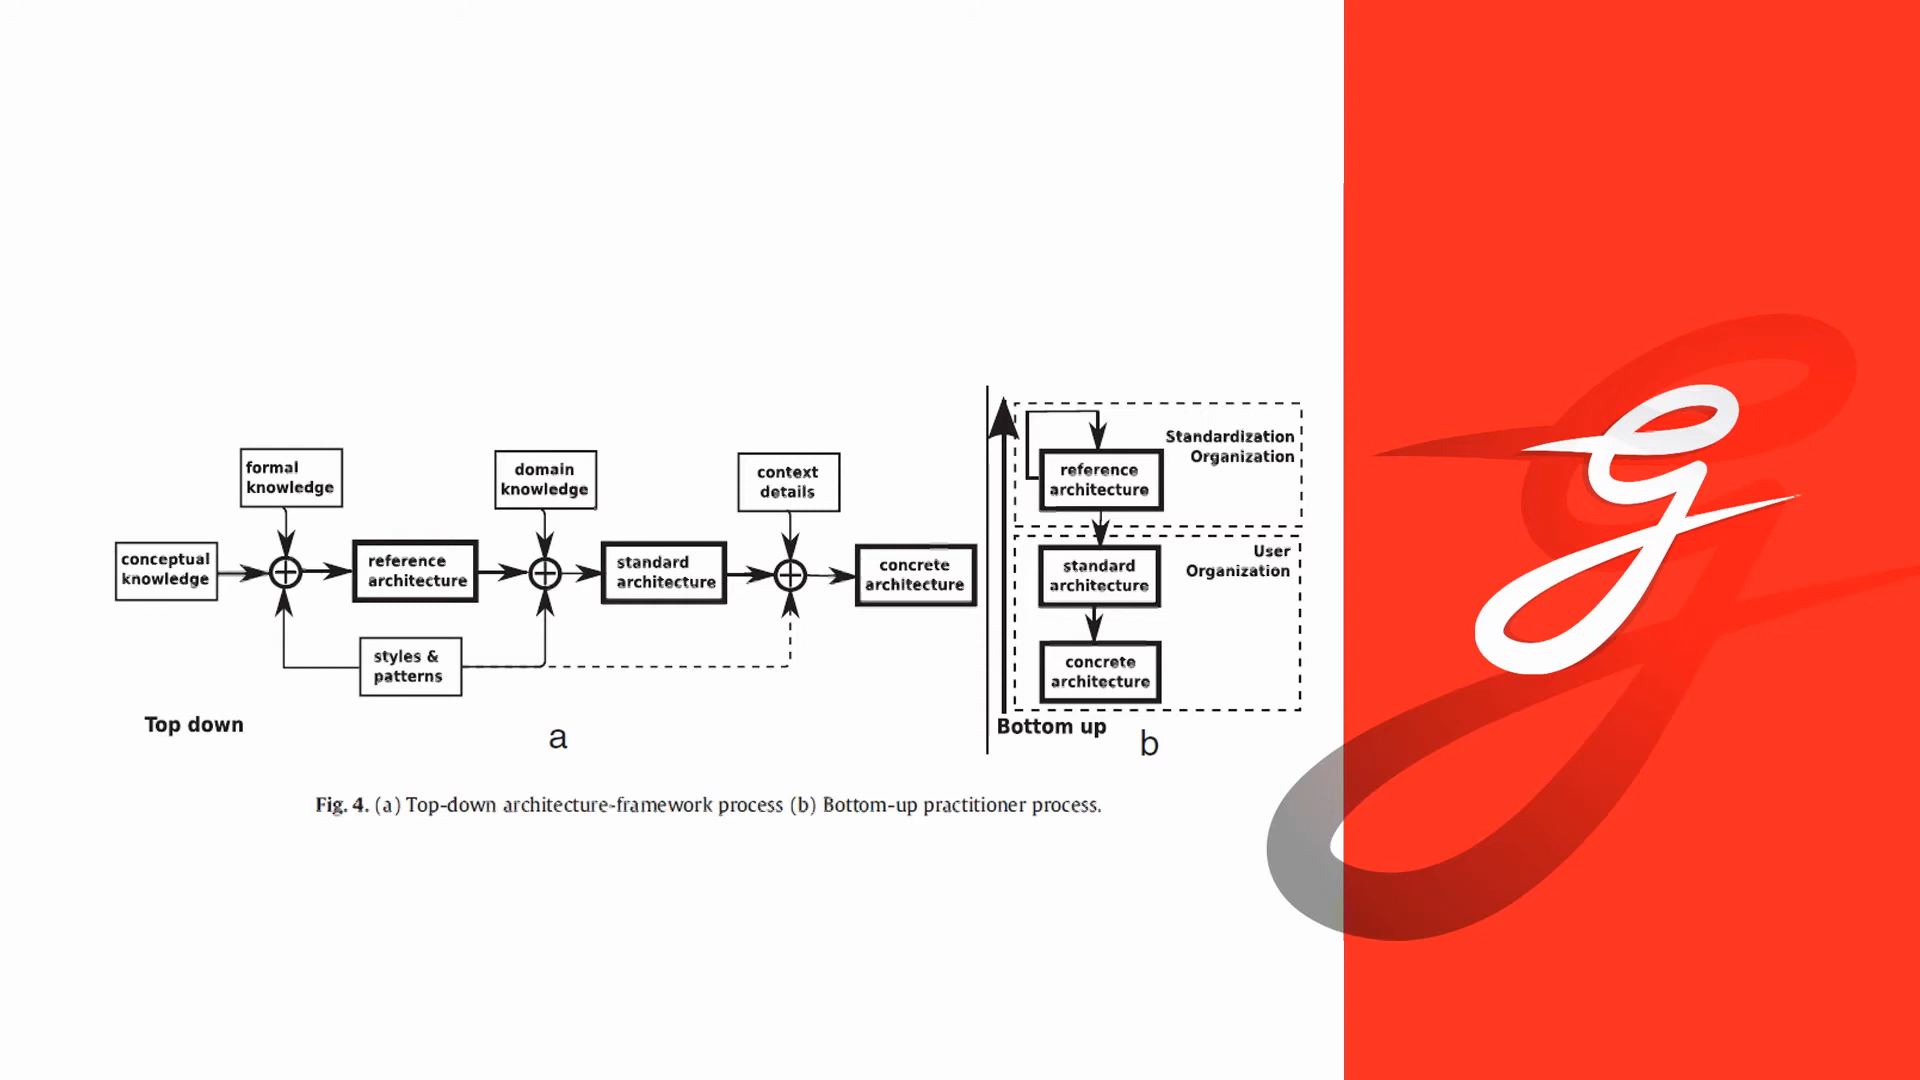 formal
knowledge
domain
knowledge
context
details
conceptual
knowledge
reference
architecture
standard
architecture
concrete
architecture
styles &
patterns
Top down
a
Standardization
Organization
reference
architecture
User
Organization
standard
architecture
concrete
architecture
Bottom up
b
Fig. 4. (a) Top-down architecture-framework process (b) Bottom-up practitioner process.